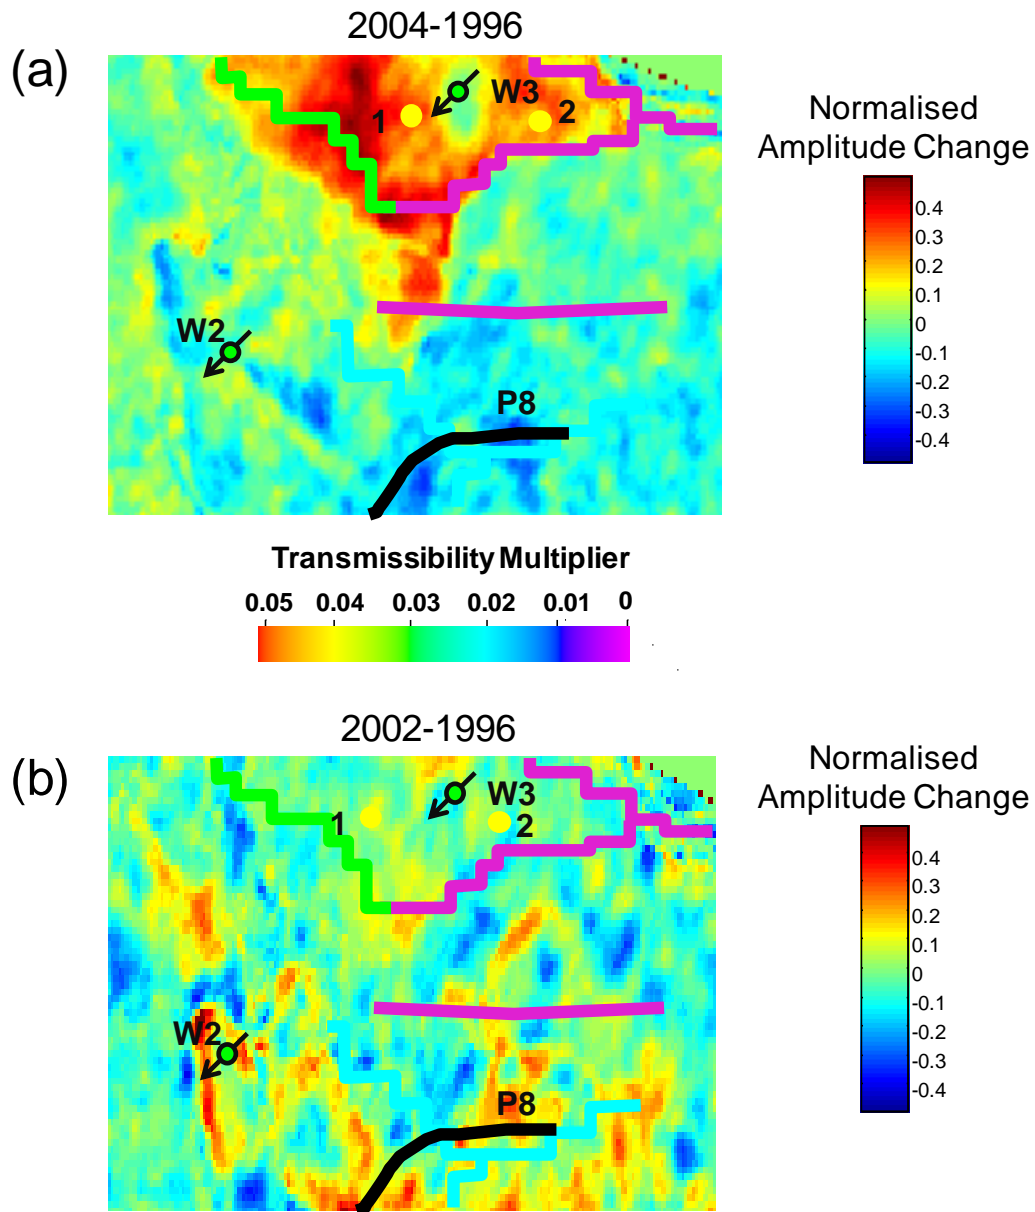 2004-1996
(a)
W3
1
2
W2
P8
Normalised
Amplitude Change
0.4
0.3
0.2
0.1
0
-0.1
-0.2
-0.3
-0.4
Transmissibility Multiplier
0.05 0.04 0.03 0.02 0.01 0
2002-1996
(b)
W3
1
2
W2
P8
Normalised
Amplitude Change
0.4
0.3
0.2
0.1
0
-0.1
-0.2
-0.3
-0.4